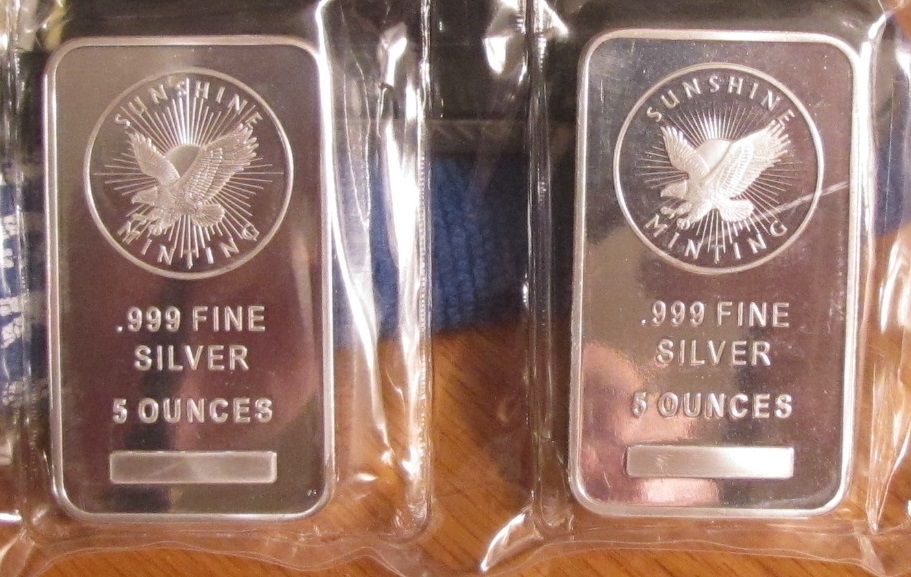 SUNSHINE
MINTING
.999 FINE
SILVER
5 OUNCES
SUNSHINE
MINTING
.999 FINE
SILVER
5 OUNCES